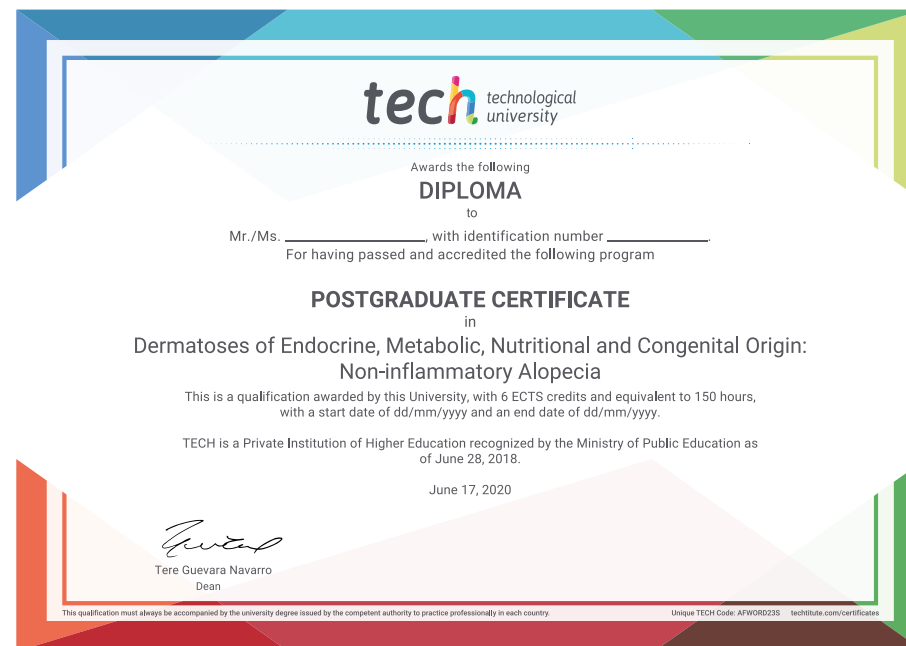 tech technological
university
Awards the following
DIPLOMA
to
Mr./Ms. ____________, with identification number ____________.
For having passed and accredited the following program
POSTGRADUATE CERTIFICATE
in
Dermatoses of Endocrine, Metabolic, Nutritional and Congenital Origin:
Non-inflammatory Alopecia
This is a qualification awarded by this University, with 6 ECTS credits and equivalent to 150 hours,
with a start date of dd/mm/yyyy and an end date of dd/mm/yyyy.
TECH is a Private Institution of Higher Education recognized by the Ministry of Public Education as
of June 28, 2018.
June 17, 2020
Tere Guevara Navarro
Dean
This qualification must always be accompanied by the university degree issued by the competent authority to practice professionally in each country. Unique TECH Code: AFWORD23S techtitute.com/certificates